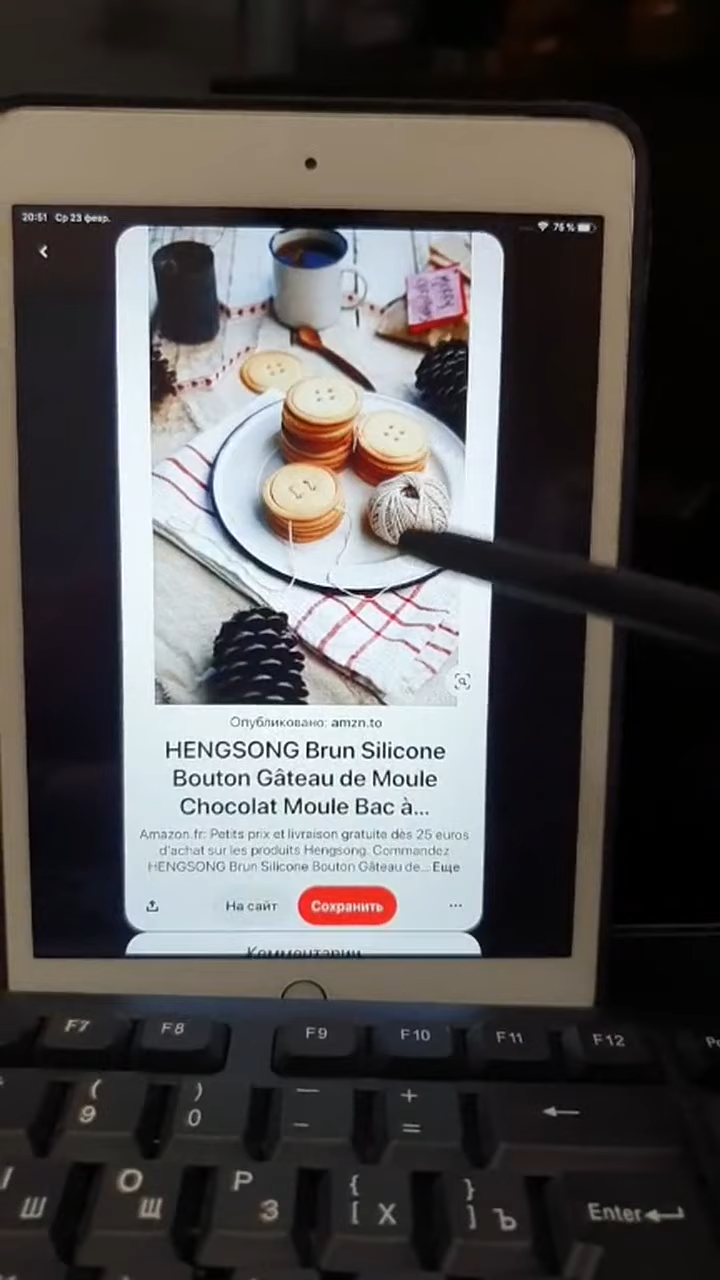 20:51 Ср 23 февр.
76 %
Опубликовано: amzn.to
HENGSONG Brun Silicone
Bouton Gâteau de Moule
Chocolat Moule Bac à...
Amazon.fr: Petits prix et livraison gratuite dès 25 euros
d'achat sur les produits Hengsong. Commandez
HENGSONG Brun Silicone Bouton Gâteau de... Еще
На сайт
Сохранить
...
Комментарии
F7 F8 F9 F10 F11 F12
( ) — +
9 0 - =
O P { }
Ш Щ З [ Х ] Ъ
Enter